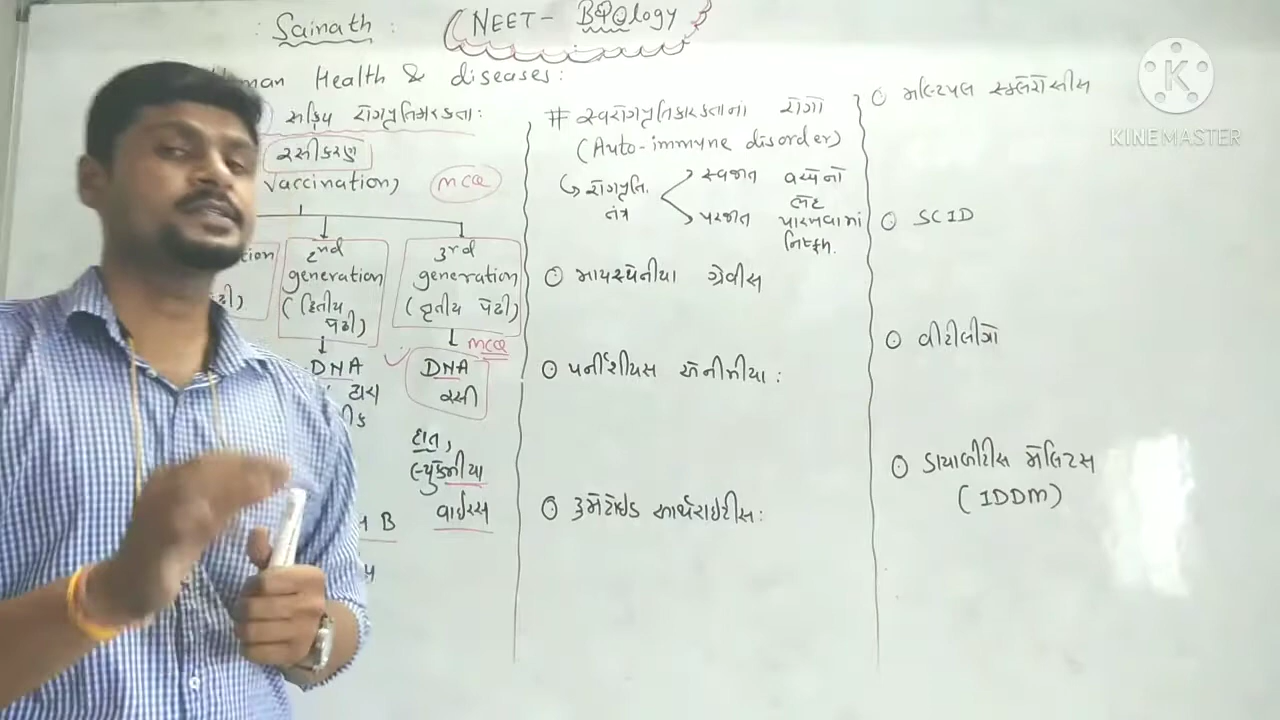 : Sainath :
NEET - BIOlogy
Human Health & diseases :
સક્રિય રોગપ્રતિકારકતા :
રસીકરણ
Vaccination,
MCQ
2nd
generation
(દ્વિતીય
પેઢી)
DNA
દ્વારા
3rd
generation
(તૃતીય પેઢી)
MCQ
DNA
રસી
દાત,
લ્યુકેમીયા
વાઈરસ
B
# સ્વરોગપ્રતિકારકતાનાં રોગો
(Auto-immune disorder)
રોગપ્રતિ.
તંત્ર
સ્વજાત વચ્ચેનો
ભેદ
પરજાત પારખવામાં
નિષ્ફળ.
માયસ્થેનીયા ગ્રેવીસ
પર્નીશીયસ એનીમીયા :
રુમેટોઇડ આર્થરાઇટીસ :
મલ્ટિપલ સ્ક્લેરોસીસ
SCID
વીટીલીગો
ડાયાબીટીસ મેલિટસ
(IDDM)
KINEMASTER